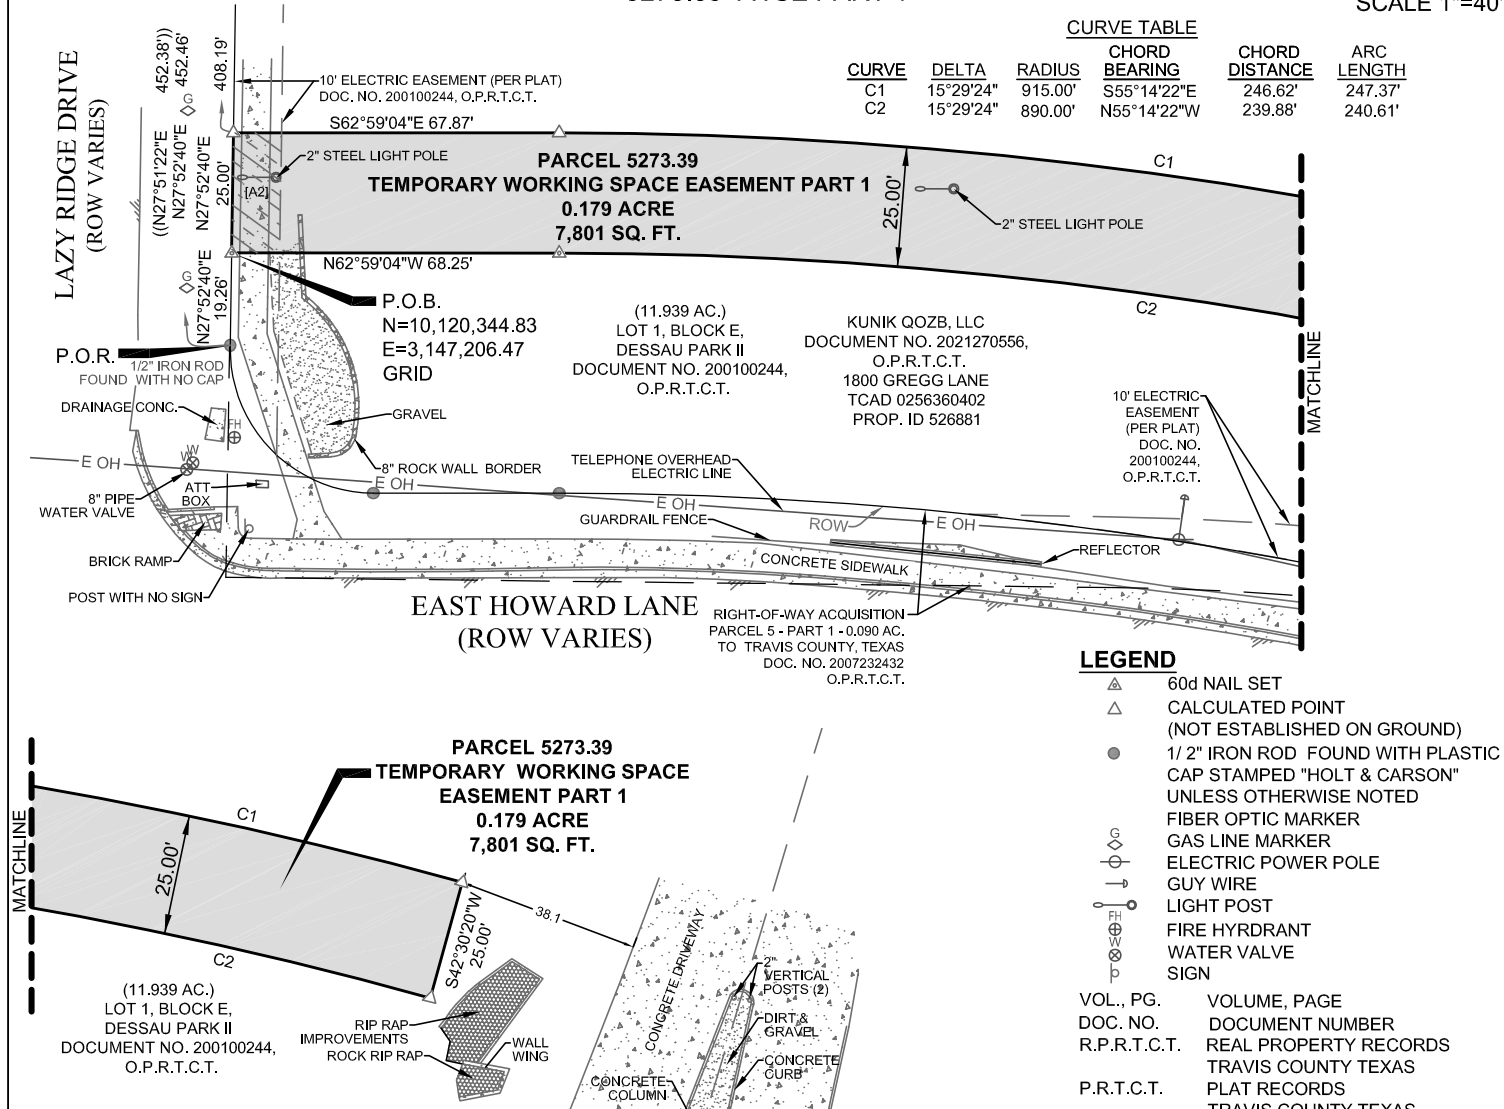 SCALE 1"=40'
CURVE TABLE
CURVE DELTA RADIUS CHORD BEARING CHORD DISTANCE ARC LENGTH
C1 15°29'24" 915.00' S55°14'22"E 246.62' 247.37'
C2 15°29'24" 890.00' N55°14'22"W 239.88' 240.61'
LAZY RIDGE DRIVE
(ROW VARIES)
452.38'))
452.46'
408.19'
((N27°51'22"E
N27°52'40"E
N27°52'40"E
25.00'
G
10' ELECTRIC EASEMENT (PER PLAT)
DOC. NO. 200100244, O.P.R.T.C.T.
S62°59'04"E 67.87'
2" STEEL LIGHT POLE
[A2]
PARCEL 5273.39
TEMPORARY WORKING SPACE EASEMENT PART 1
0.179 ACRE
7,801 SQ. FT.
25.00'
2" STEEL LIGHT POLE
C1
C2
N62°59'04"W 68.25'
G
N27°52'40"E
19.26'
P.O.B.
N=10,120,344.83
E=3,147,206.47
GRID
P.O.R.
1/2" IRON ROD
FOUND WITH NO CAP
(11.939 AC.)
LOT 1, BLOCK E,
DESSAU PARK II
DOCUMENT NO. 200100244,
O.P.R.T.C.T.
KUNIK QOZB, LLC
DOCUMENT NO. 2021270556,
O.P.R.T.C.T.
1800 GREGG LANE
TCAD 0256360402
PROP. ID 526881
MATCHLINE
10' ELECTRIC
EASEMENT
(PER PLAT)
DOC. NO.
200100244,
O.P.R.T.C.T.
DRAINAGE CONC.
FH
GRAVEL
8" ROCK WALL BORDER
E OH
W
W
E OH
8" PIPE
WATER VALVE
ATT
BOX
TELEPHONE OVERHEAD
ELECTRIC LINE
E OH
E OH
GUARDRAIL FENCE
ROW
REFLECTOR
CONCRETE SIDEWALK
BRICK RAMP
POST WITH NO SIGN
EAST HOWARD LANE
(ROW VARIES)
RIGHT-OF-WAY ACQUISITION
PARCEL 5 - PART 1 - 0.090 AC.
TO TRAVIS COUNTY, TEXAS
DOC. NO. 2007232432
O.P.R.T.C.T.
LEGEND
60d NAIL SET
CALCULATED POINT
(NOT ESTABLISHED ON GROUND)
1/ 2" IRON ROD FOUND WITH PLASTIC
CAP STAMPED "HOLT & CARSON"
UNLESS OTHERWISE NOTED
FIBER OPTIC MARKER
G GAS LINE MARKER
ELECTRIC POWER POLE
GUY WIRE
LIGHT POST
FH FIRE HYRDRANT
W WATER VALVE
SIGN
VOL., PG. VOLUME, PAGE
DOC. NO. DOCUMENT NUMBER
R.P.R.T.C.T. REAL PROPERTY RECORDS
TRAVIS COUNTY TEXAS
P.R.T.C.T. PLAT RECORDS
TRAVIS COUNTY TEXAS
MATCHLINE
PARCEL 5273.39
TEMPORARY WORKING SPACE
EASEMENT PART 1
0.179 ACRE
7,801 SQ. FT.
C1
25.00'
C2
S42°30'20"W
25.00'
38.1
(11.939 AC.)
LOT 1, BLOCK E,
DESSAU PARK II
DOCUMENT NO. 200100244,
O.P.R.T.C.T.
RIP RAP
IMPROVEMENTS
ROCK RIP RAP
WALL
WING
CONCRETE DRIVEWAY
2"
VERTICAL
POSTS (2)
DIRT &
GRAVEL
CONCRETE
CURB
CONCRETE
COLUMN